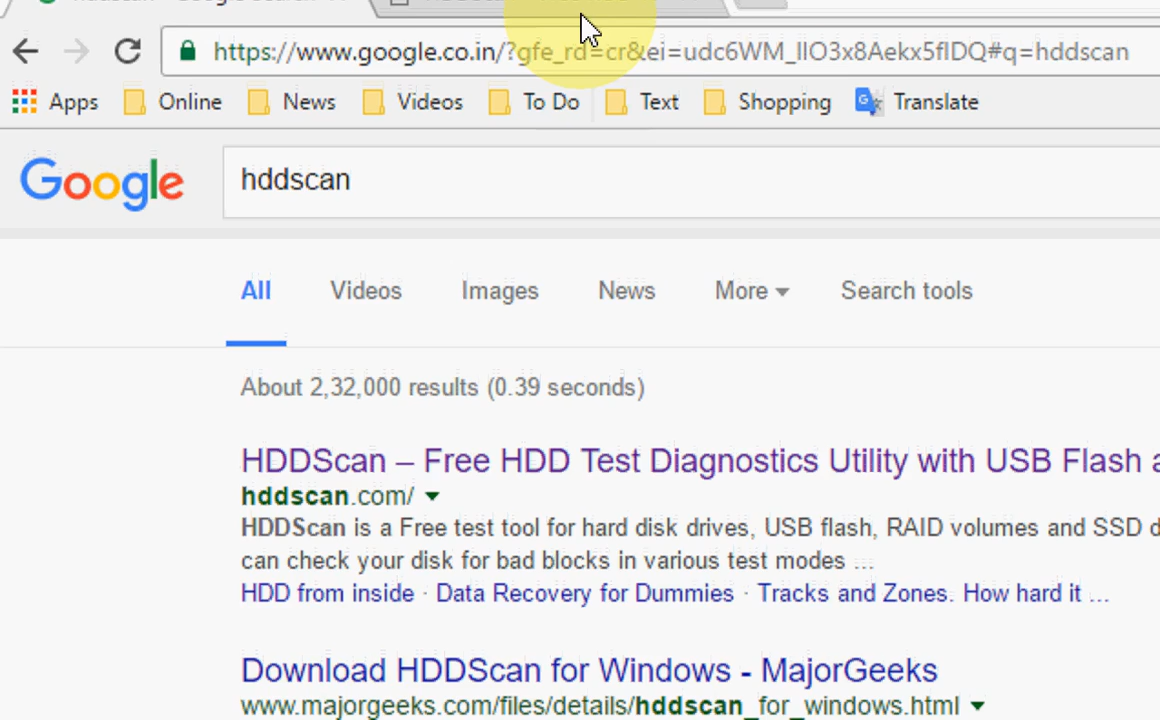 https://www.google.co.in/?gfe_rd=cr&ei=udc6WM_lIO3x8Aekx5flDQ#q=hddscan
Apps Online News Videos To Do Text Shopping Translate
Google hddscan
All Videos Images News More Search tools
About 2,32,000 results (0.39 seconds)
HDDScan – Free HDD Test Diagnostics Utility with USB Flash
hddscan.com/
HDDScan is a Free test tool for hard disk drives, USB flash, RAID volumes and SSD
can check your disk for bad blocks in various test modes ...
HDD from inside · Data Recovery for Dummies · Tracks and Zones. How hard it ...
Download HDDScan for Windows - MajorGeeks
www.majorgeeks.com/files/details/hddscan_for_windows.html